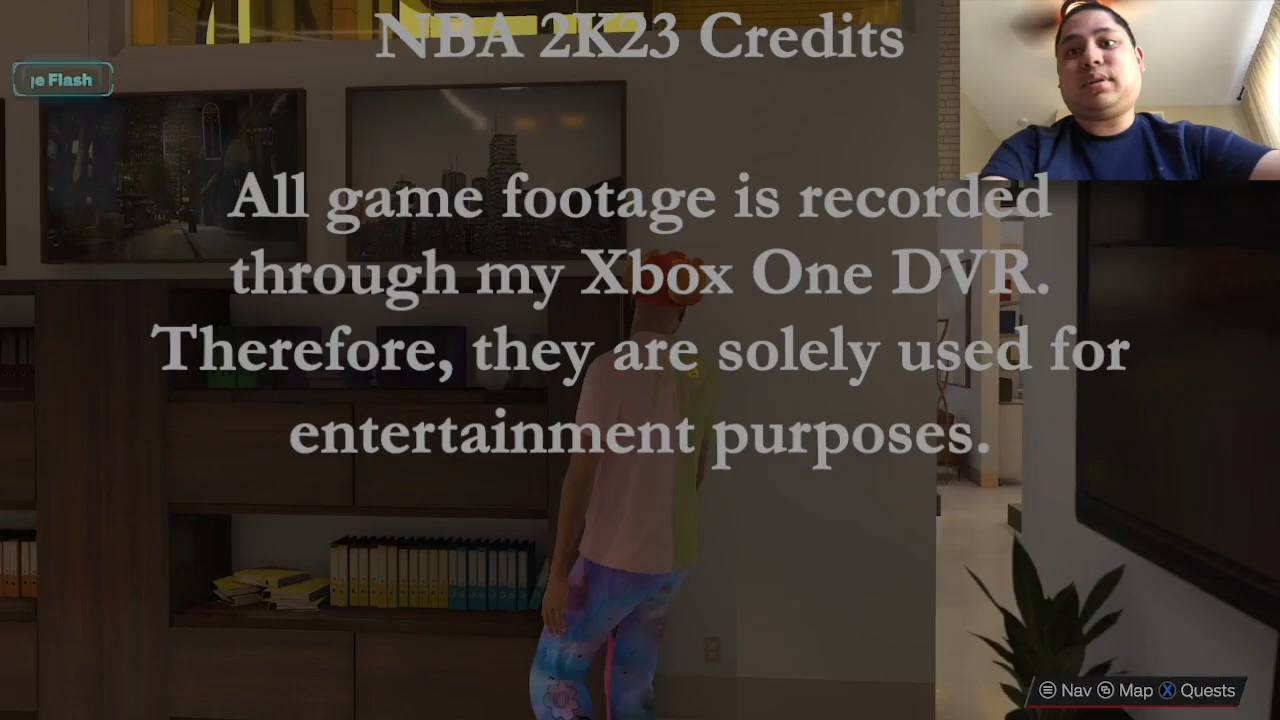 NBA 2K23 Credits
e Flash
All game footage is recorded
through my Xbox One DVR.
Therefore, they are solely used for
entertainment purposes.
Nav Map X Quests